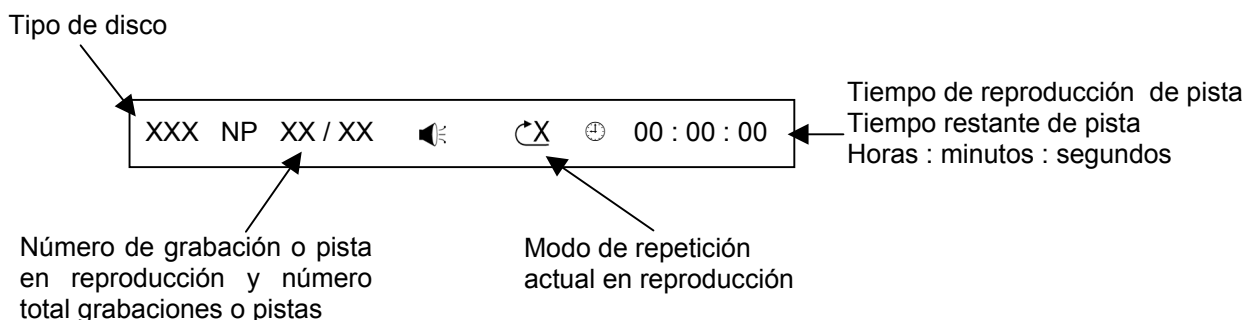 Tipo de disco
XXX NP XX / XX X 00 : 00 : 00
Tiempo de reproducción de pista
Tiempo restante de pista
Horas : minutos : segundos
Número de grabación o pista
en reproducción y número
total grabaciones o pistas
Modo de repetición
actual en reproducción